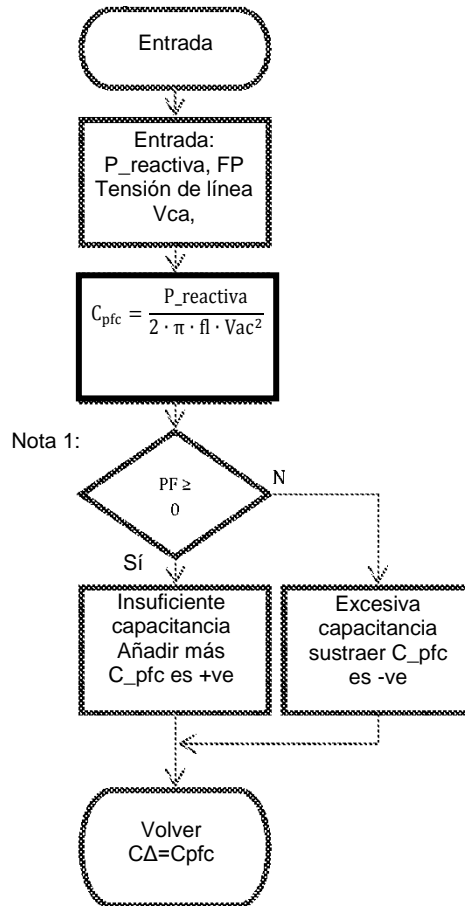 Entrada
Entrada:
P_reactiva, FP
Tensión de línea
Vca,
C_pfc = P_reactiva / 2 · π · fl · Vac²
Nota 1:
PF ≥
0
N
Sí
Insuficiente
capacitancia
Añadir más
C_pfc es +ve
Excesiva
capacitancia
sustraer C_pfc
es -ve
Volver
CΔ=Cpfc